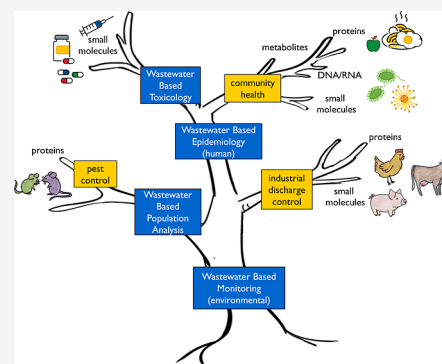 small
molecules
Wastewater
Based
Toxicology
metabolites
proteins
community
health
DNA/RNA
small
molecules
Wastewater Based
Epidemiology
(human)
proteins
pest
control
Wastewater
Based
Population
Analysis
proteins
industrial
discharge
control
small
molecules
Wastewater Based
Monitoring
(environmental)